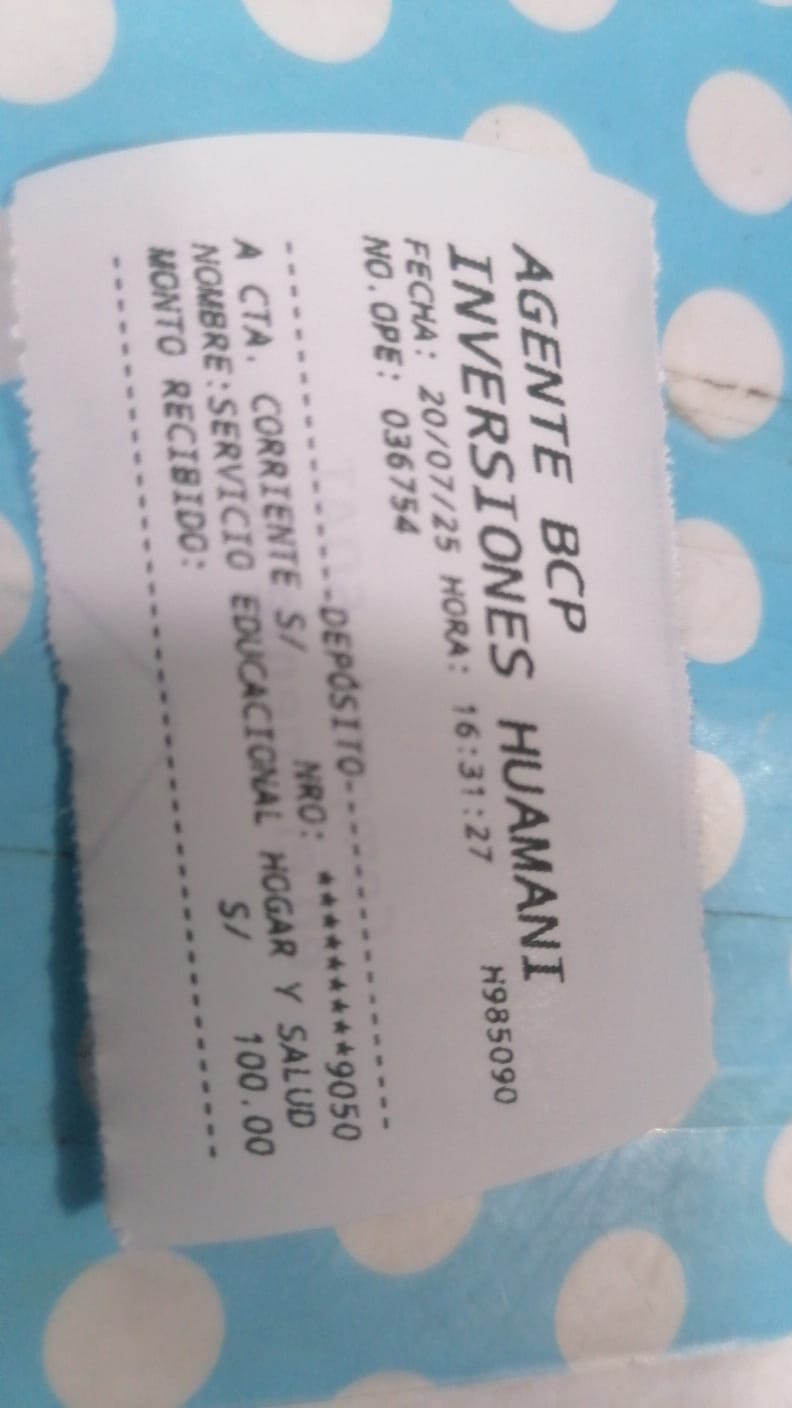 AGENTE BCP
INVERSIONES HUAMANI
FECHA: 20/07/25 HORA: 16:31:27 H985090
NO.OPE: 036754
----------DEPÓSITO----------------
A CTA. CORRIENTE S/ NRO: *********9050
NOMBRE:SERVICIO EDUCACIONAL HOGAR Y SALUD
MONTO RECIBIDO: S/ 100.00
----------------------------------------